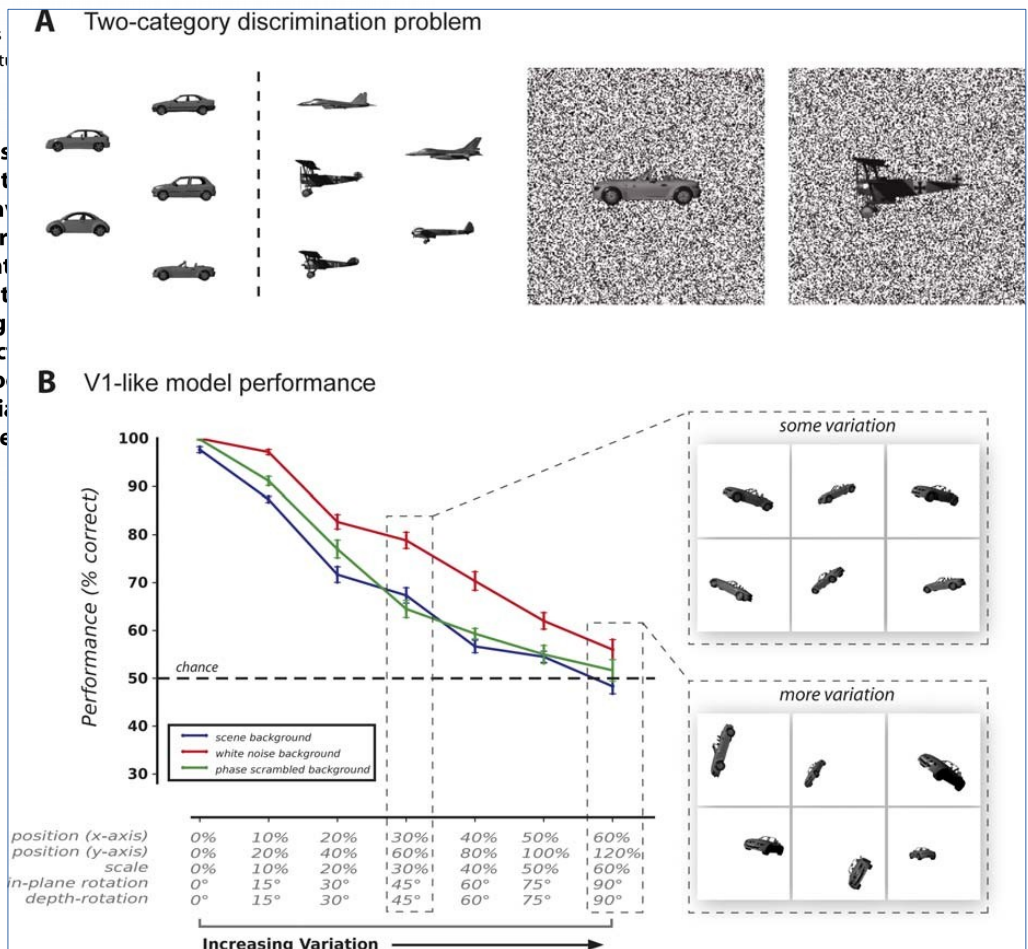 A Two-category discrimination problem
B V1-like model performance
Performance (% correct)
100
90
80
70
60
50
40
30
chance
scene background
white noise background
phase scrambled background
some variation
more variation
position (x-axis) 0% 10% 20% 30% 40% 50% 60%
position (y-axis) 0% 20% 40% 60% 80% 100% 120%
scale 0% 10% 20% 30% 40% 50% 60%
in-plane rotation 0° 15° 30° 45° 60° 75° 90°
depth-rotation 0° 15° 30° 45° 60° 75° 90°
Increasing Variation